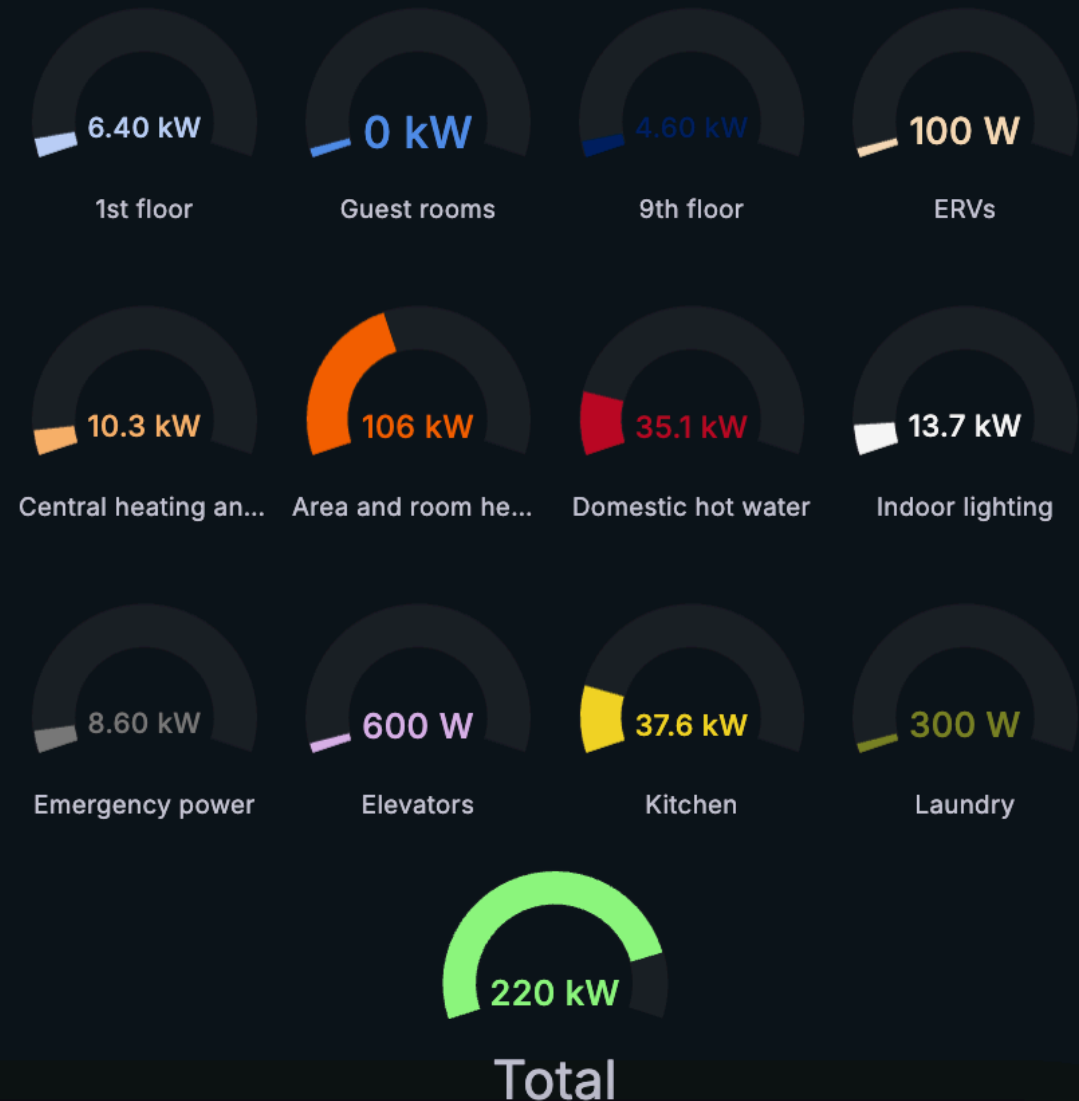 6.40 kW
0 kW
4.60 kW
100 W
1st floor
Guest rooms
9th floor
ERVs
10.3 kW
106 kW
35.1 kW
13.7 kW
Central heating an...
Area and room he...
Domestic hot water
Indoor lighting
8.60 kW
600 W
37.6 kW
300 W
Emergency power
Elevators
Kitchen
Laundry
220 kW
Total